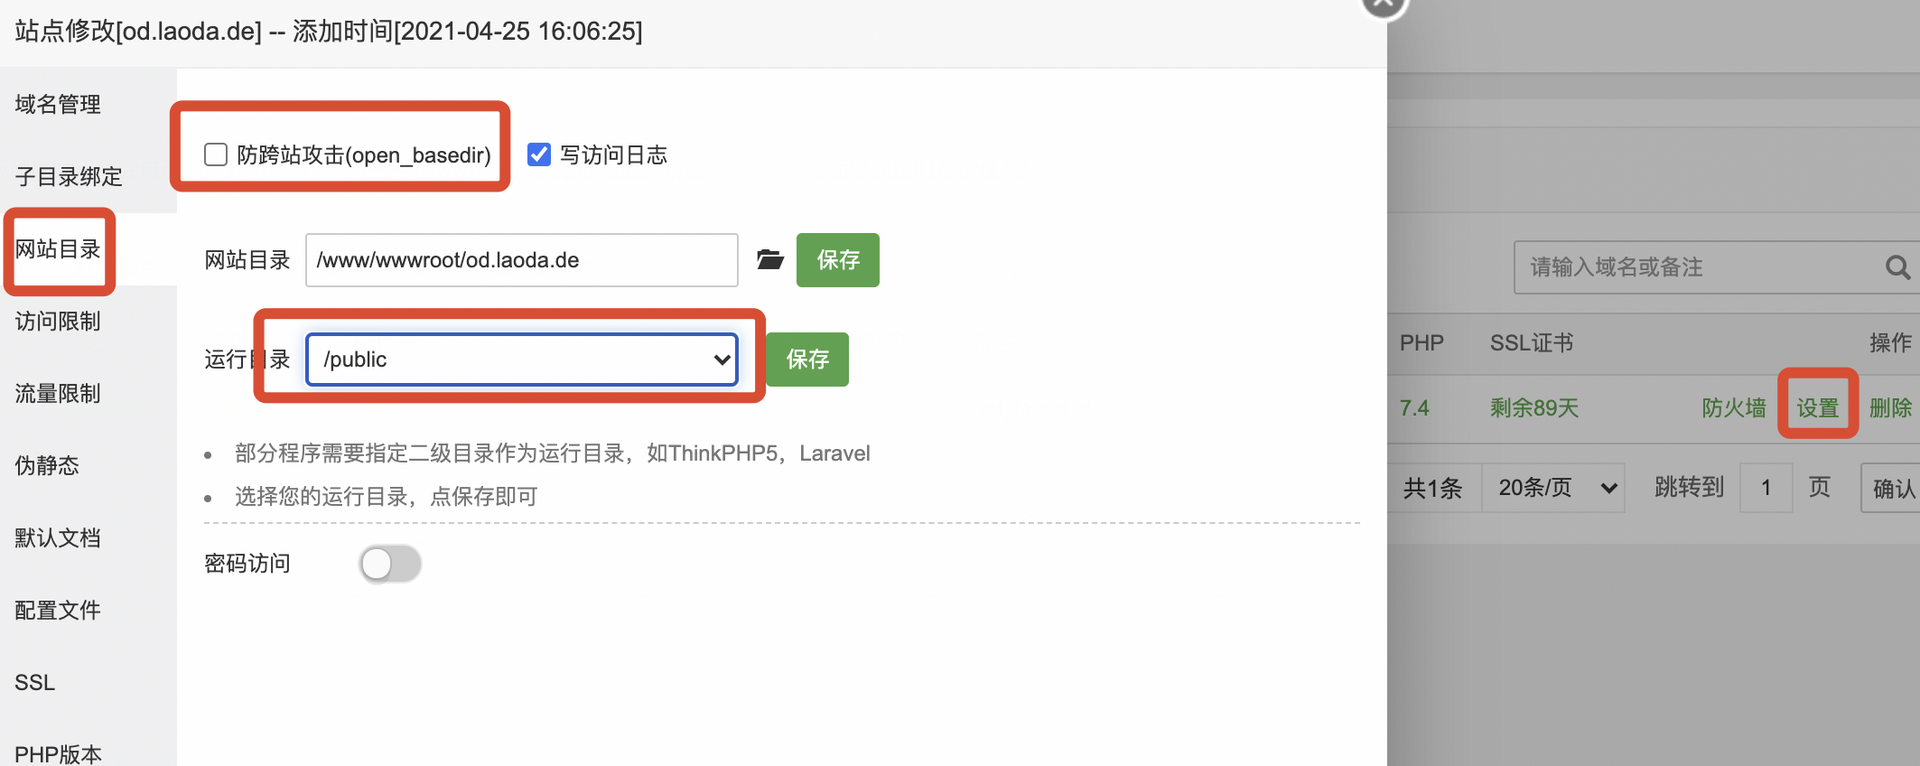 站点修改[od.laoda.de] -- 添加时间[2021-04-25 16:06:25]
域名管理
子目录绑定
网站目录
访问限制
流量限制
伪静态
默认文档
配置文件
SSL
PHP版本
防跨站攻击(open_basedir)
写访问日志
网站目录
/www/wwwroot/od.laoda.de
保存
运行目录
/public
保存
部分程序需要指定二级目录作为运行目录，如ThinkPHP5，Laravel
选择您的运行目录，点保存即可
密码访问
请输入域名或备注
PHP SSL证书 操作
7.4 剩余89天 防火墙 设置 删除
共1条 20条/页 跳转到 1 页 确认